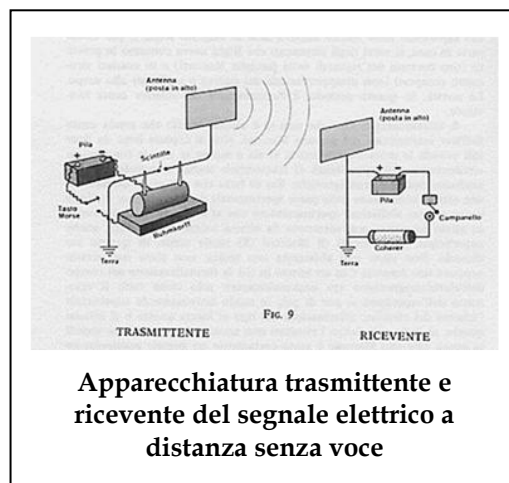 Antenna
(posta in alto)
Antenna
(posta in alto)
Pila
+ -
Scintille
Tasto
Morse
Ruhmkorff
Terra
+ -
Pila
Campanello
Coherer
Terra
FIG. 9
TRASMITTENTE
RICEVENTE
Apparecchiatura trasmittente e
ricevente del segnale elettrico a
distanza senza voce